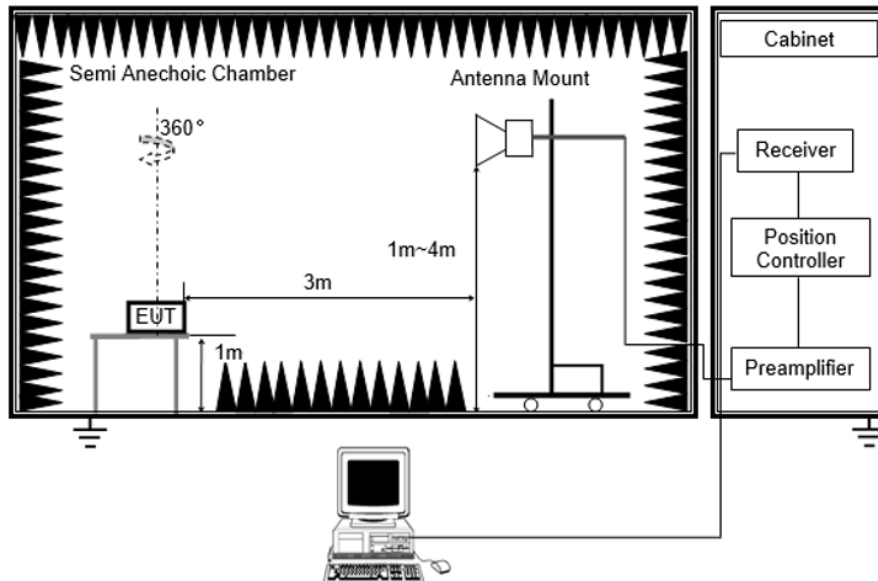 Semi Anechoic Chamber
Antenna Mount
Cabinet
360°
Receiver
1m~4m
Position
Controller
3m
EUT
1m
Preamplifier